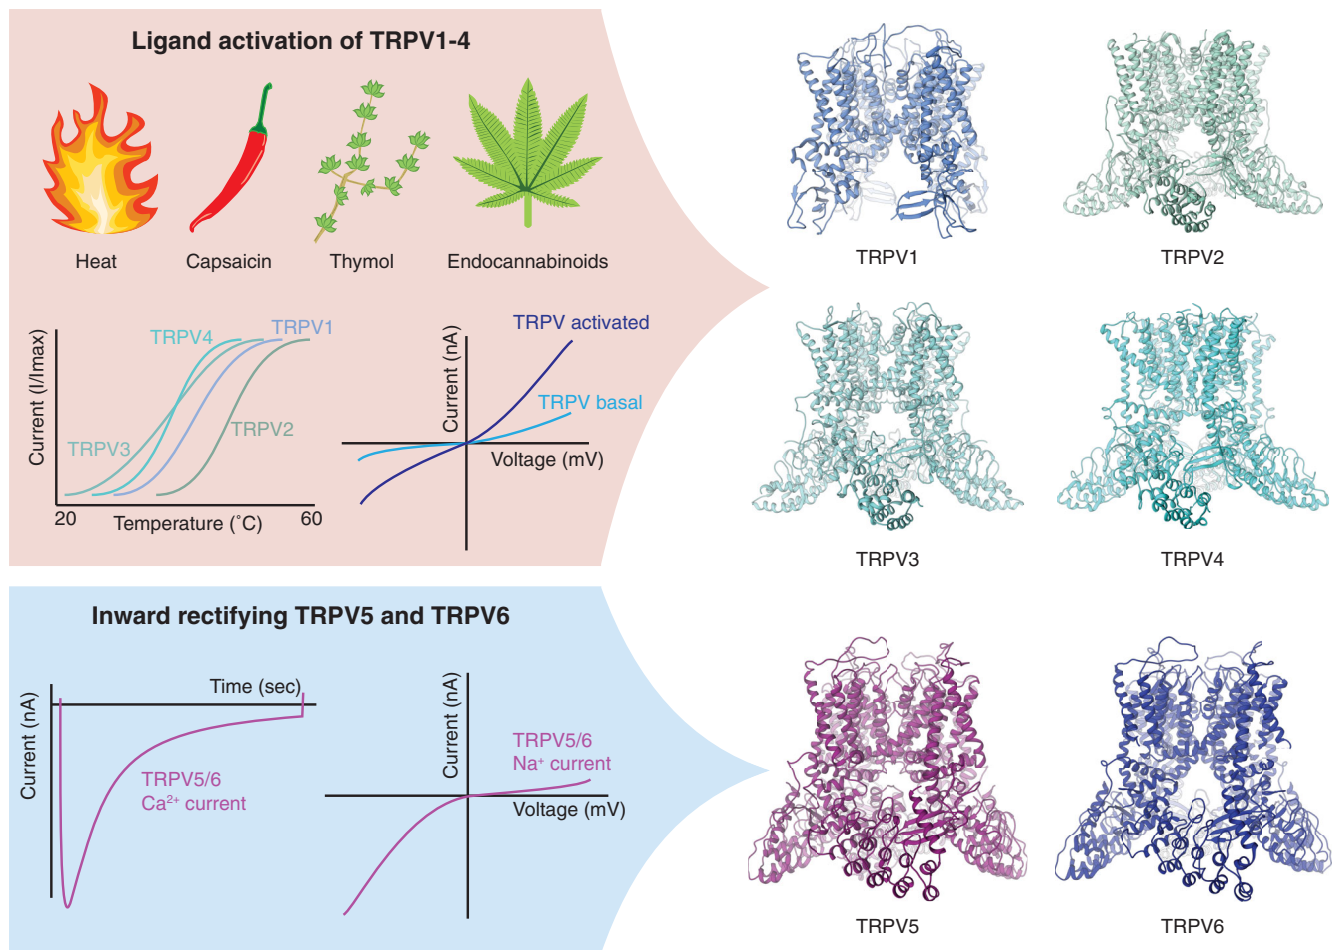 Ligand activation of TRPV1-4
Heat
Capsaicin
Thymol
Endocannabinoids
Current (I/Imax)
TRPV4
TRPV1
TRPV3
TRPV2
20
Temperature (˚C)
60
Current (nA)
TRPV activated
TRPV basal
Voltage (mV)
TRPV1
TRPV2
TRPV3
TRPV4
Inward rectifying TRPV5 and TRPV6
Current (nA)
Time (sec)
TRPV5/6
Ca²⁺ current
Current (nA)
TRPV5/6
Na⁺ current
Voltage (mV)
TRPV5
TRPV6